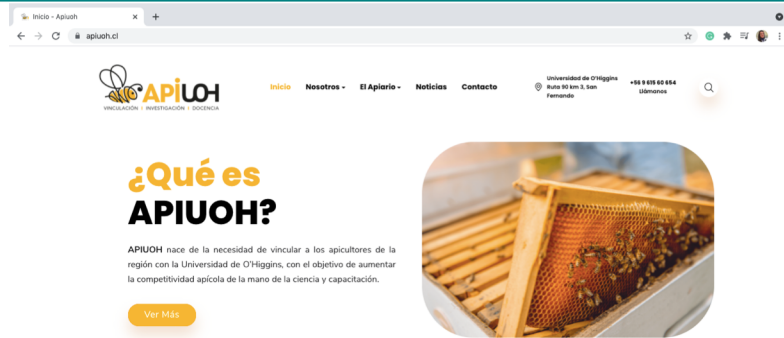 Inicio - Apiuoh
apiuoh.cl
APiUOH
VINCULACIÓN I INVESTIGACIÓN I DOCENCIA
Inicio Nosotros El Apiario Noticias Contacto
Universidad de O'Higgins
Ruta 90 km 3, San
Fernando
+56 9 615 60 654
Llámanos
¿Qué es
APIUOH?
APIUOH nace de la necesidad de vincular a los apicultores de la
región con la Universidad de O'Higgins, con el objetivo de aumentar
la competitividad apícola de la mano de la ciencia y capacitación.
Ver Más